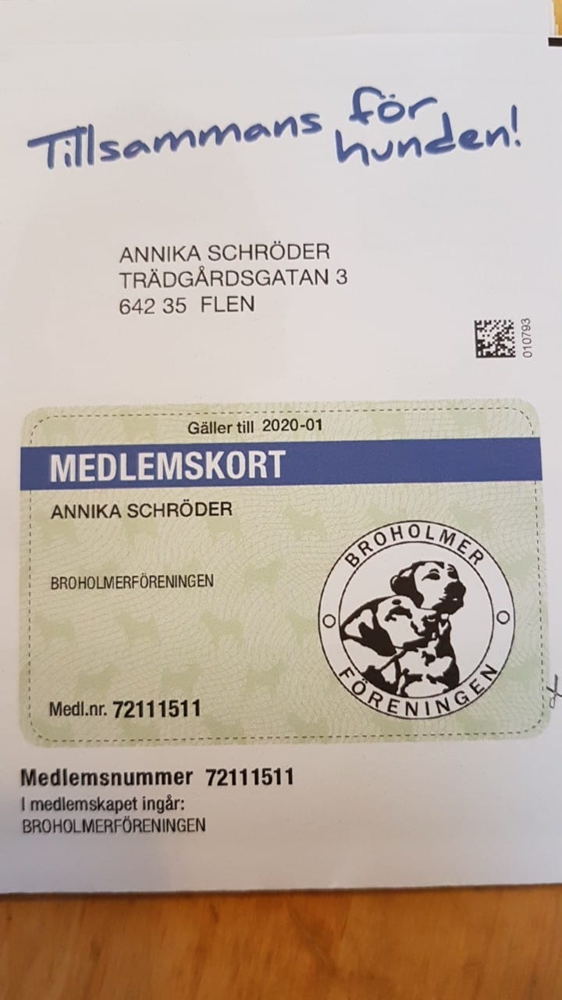 Tillsammans för
hunden!
ANNIKA SCHRÖDER
TRÄDGÅRDSGATAN 3
642 35 FLEN
010793
Gäller till 2020-01
MEDLEMSKORT
ANNIKA SCHRÖDER
BROHOLMERFÖRENINGEN
BROHOLMER
FÖRENINGEN
Medl.nr. 72111511
Medlemsnummer 72111511
I medlemskapet ingår:
BROHOLMERFÖRENINGEN